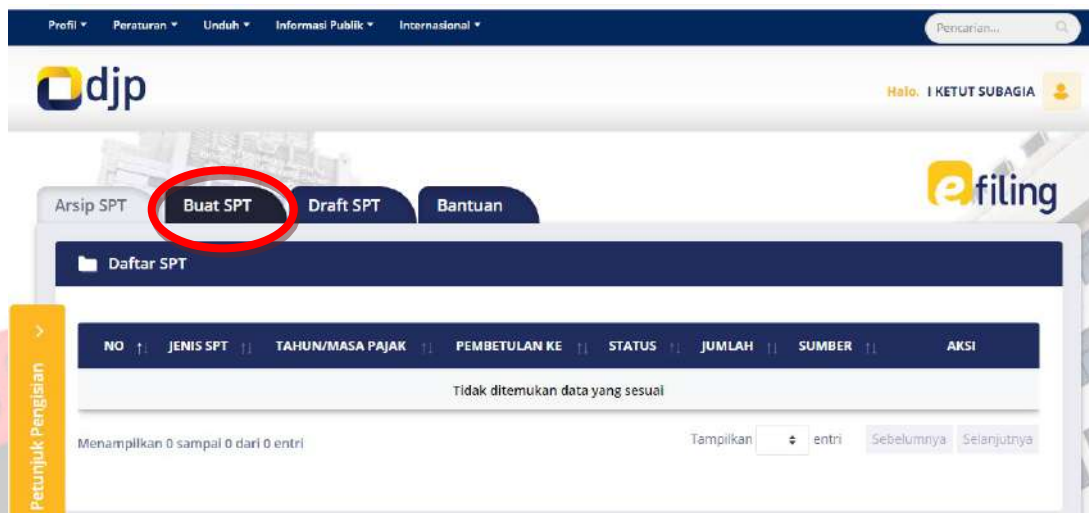 Profil Peraturan Unduh Informasi Publik Internasional Pencarian...
djp
Halo, I KETUT SUBAGIA
efiling
Arsip SPT Buat SPT Draft SPT Bantuan
Daftar SPT
NO JENIS SPT TAHUN/MASA PAJAK PEMBETULAN KE STATUS JUMLAH SUMBER AKSI
Tidak ditemukan data yang sesuai
Menampilkan 0 sampai 0 dari 0 entri Tampilkan entri Sebelumnya Selanjutnya
Petunjuk Pengisian